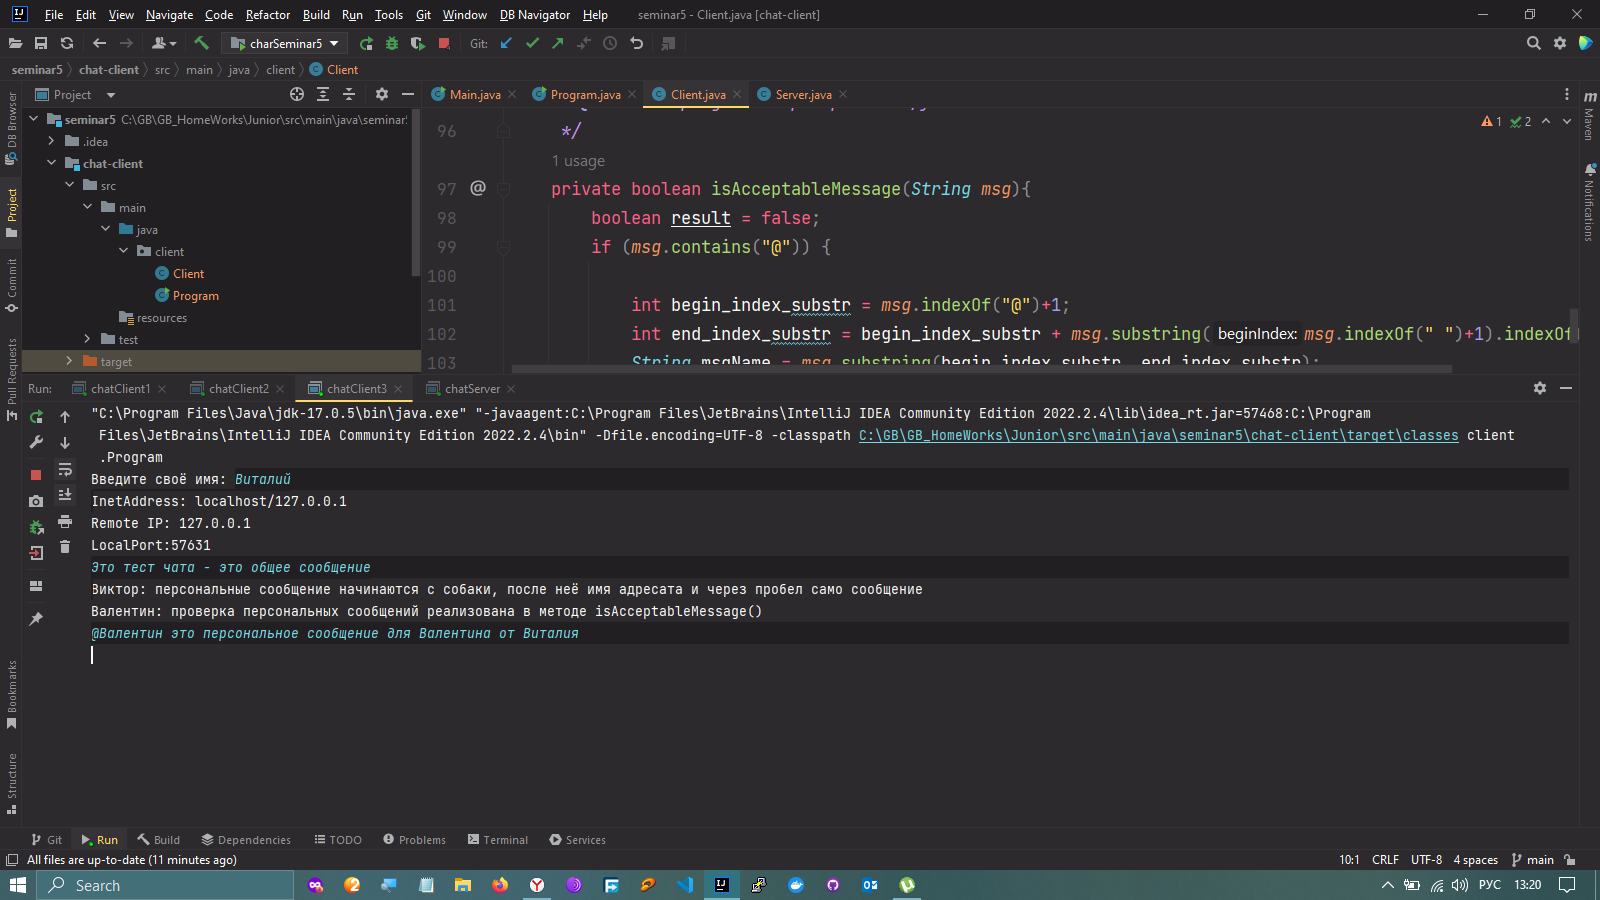 File Edit View Navigate Code Refactor Build Run Tools Git Window DB Navigator Help seminar5 - Client.java [chat-client]
charSeminar5 Git:
seminar5 chat-client src main java client Client
Project
Main.java Program.java Client.java Server.java
seminar5 C:\GB\GB_HomeWorks\Junior\src\main\java\seminar5
.idea
chat-client
src
main
java
client
Client
Program
resources
test
target
96 */
1 usage
97 @ private boolean isAcceptableMessage(String msg){
98 boolean result = false;
99 if (msg.contains("@")) {
100
101 int begin_index_substr = msg.indexOf("@")+1;
102 int end_index_substr = begin_index_substr + msg.substring( beginIndex: msg.indexOf(" ")+1).indexOf
103 String msgName = msg.substring(begin_index_substr, end_index_substr);
1 2
DB Browser
Project
Commit
Pull Requests
Bookmarks
Structure
m Maven
Notifications
Run: chatClient1 chatClient2 chatClient3 chatServer
"C:\Program Files\Java\jdk-17.0.5\bin\java.exe" "-javaagent:C:\Program Files\JetBrains\IntelliJ IDEA Community Edition 2022.2.4\lib\idea_rt.jar=57468:C:\Program
Files\JetBrains\IntelliJ IDEA Community Edition 2022.2.4\bin" -Dfile.encoding=UTF-8 -classpath C:\GB\GB_HomeWorks\Junior\src\main\java\seminar5\chat-client\target\classes client
.Program
Введите своё имя: Виталий
InetAddress: localhost/127.0.0.1
Remote IP: 127.0.0.1
LocalPort:57631
Это тест чата - это общее сообщение
Виктор: персональные сообщение начинаются с собаки, после неё имя адресата и через пробел само сообщение
Валентин: проверка персональных сообщений реализована в методе isAcceptableMessage()
@Валентин это персональное сообщение для Валентина от Виталия
Git Run Build Dependencies TODO Problems Terminal Services
All files are up-to-date (11 minutes ago) 10:1 CRLF UTF-8 4 spaces main
Search РУС 13:20